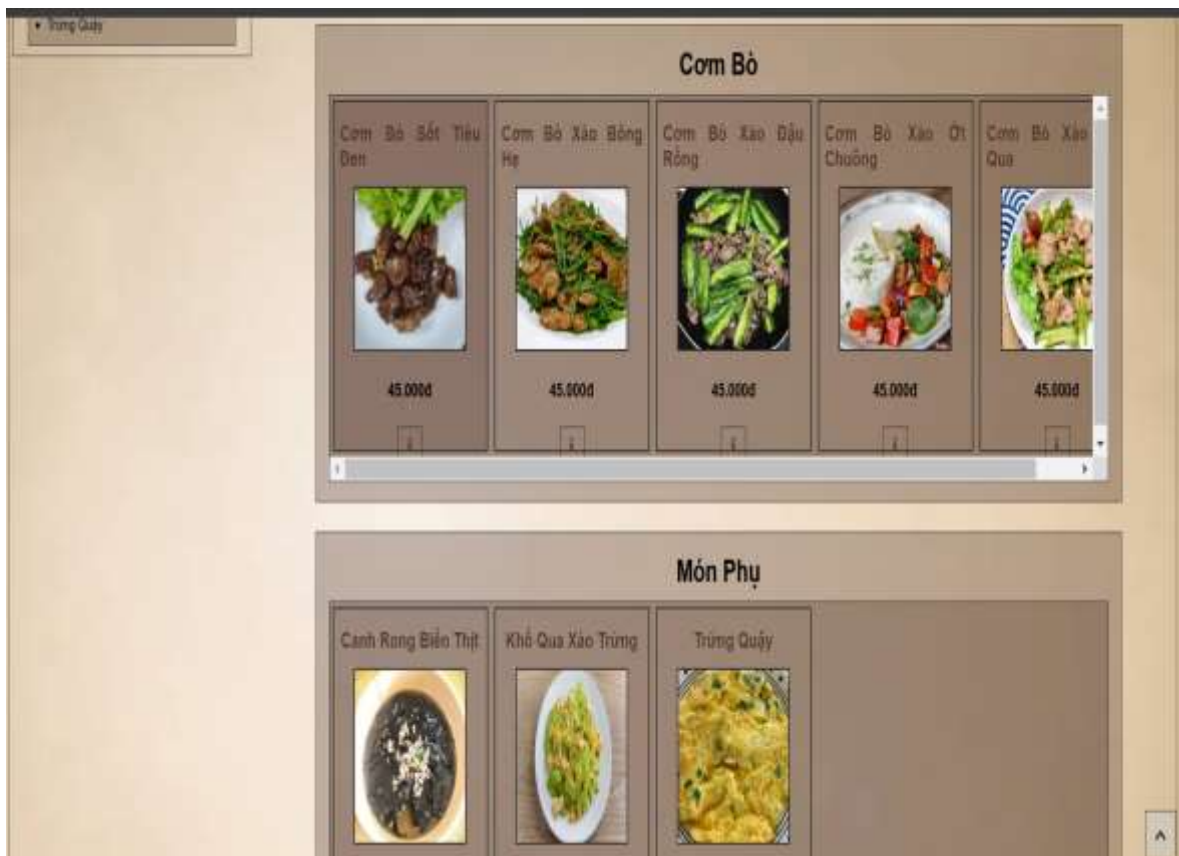 Trứng Quậy
Cơm Bò
Cơm Bò Sốt Tiêu
Đen
Cơm Bò Xào Bông
Hẹ
Cơm Bò Xào Đậu
Rồng
Cơm Bò Xào Ớt
Chuông
Cơm Bò Xào
Qua
45.000đ
45.000đ
45.000đ
45.000đ
45.000đ
Món Phụ
Canh Rong Biển Thịt
Khổ Qua Xào Trứng
Trứng Quậy